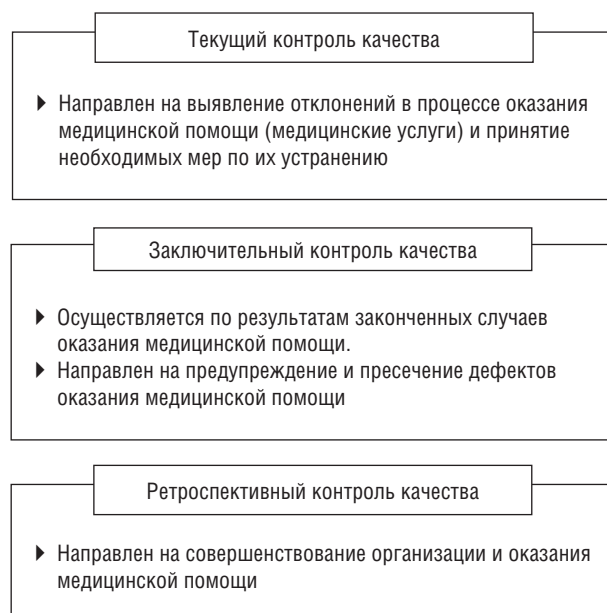 Текущий контроль качества
Направлен на выявление отклонений в процессе оказания
медицинской помощи (медицинские услуги) и принятие
необходимых мер по их устранению
Заключительный контроль качества
Осуществляется по результатам законченных случаев
оказания медицинской помощи.
Направлен на предупреждение и пресечение дефектов
оказания медицинской помощи
Ретроспективный контроль качества
Направлен на совершенствование организации и оказания
медицинской помощи